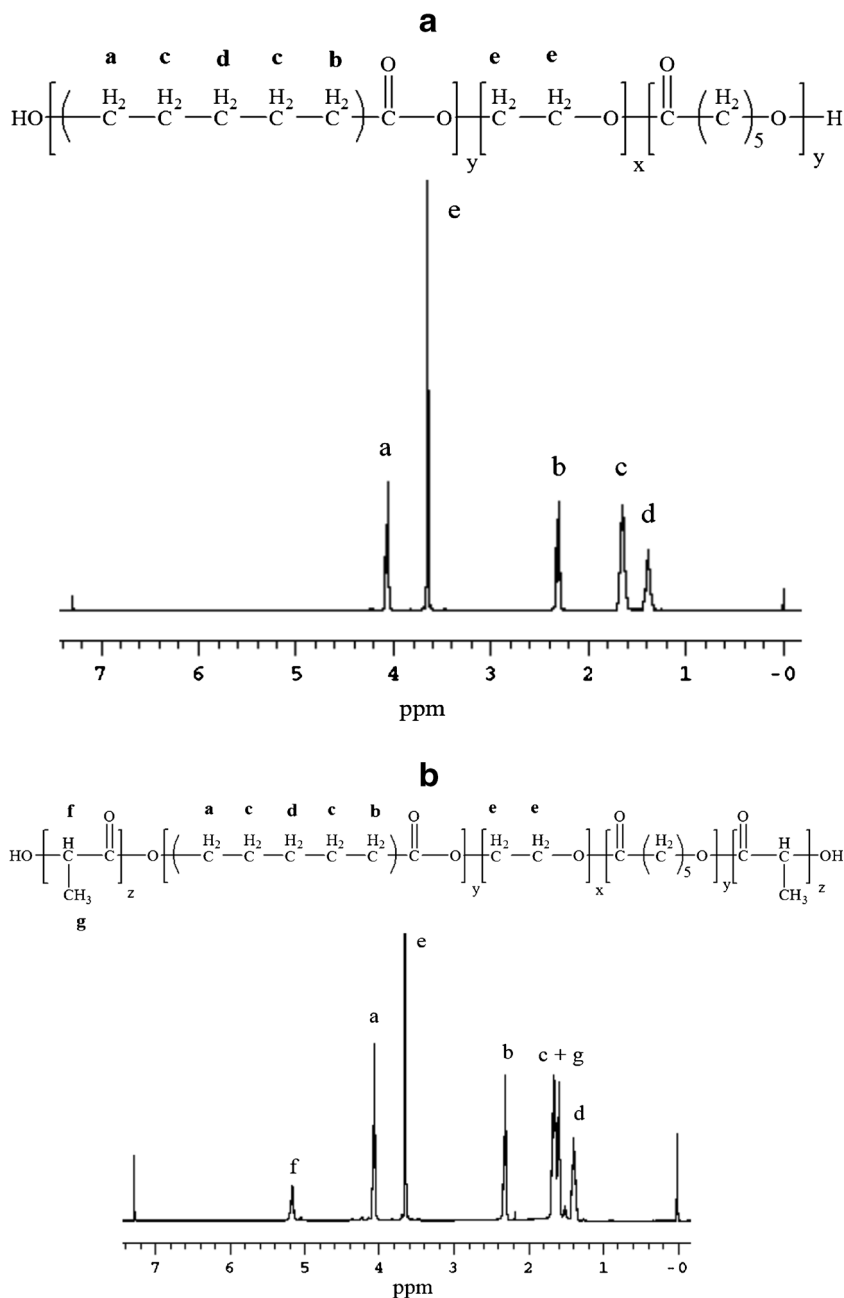 a
a c d c b O e e O
H2 H2 H2 H2 H2 H2 H2 H2
HO C C C C C C O C C O C C O H
5
y x y
e
a
b
c
d
7 6 5 4 3 2 1 -0
ppm
b
f O a c d c b O e e O O
H H2 H2 H2 H2 H2 H2 H2 H2 H
HO C C O C C C C C C O C C O C C O C C OH
5
CH3 z y x y CH3 z
g
e
a
b c + g
d
f
7 6 5 4 3 2 1 -0
ppm